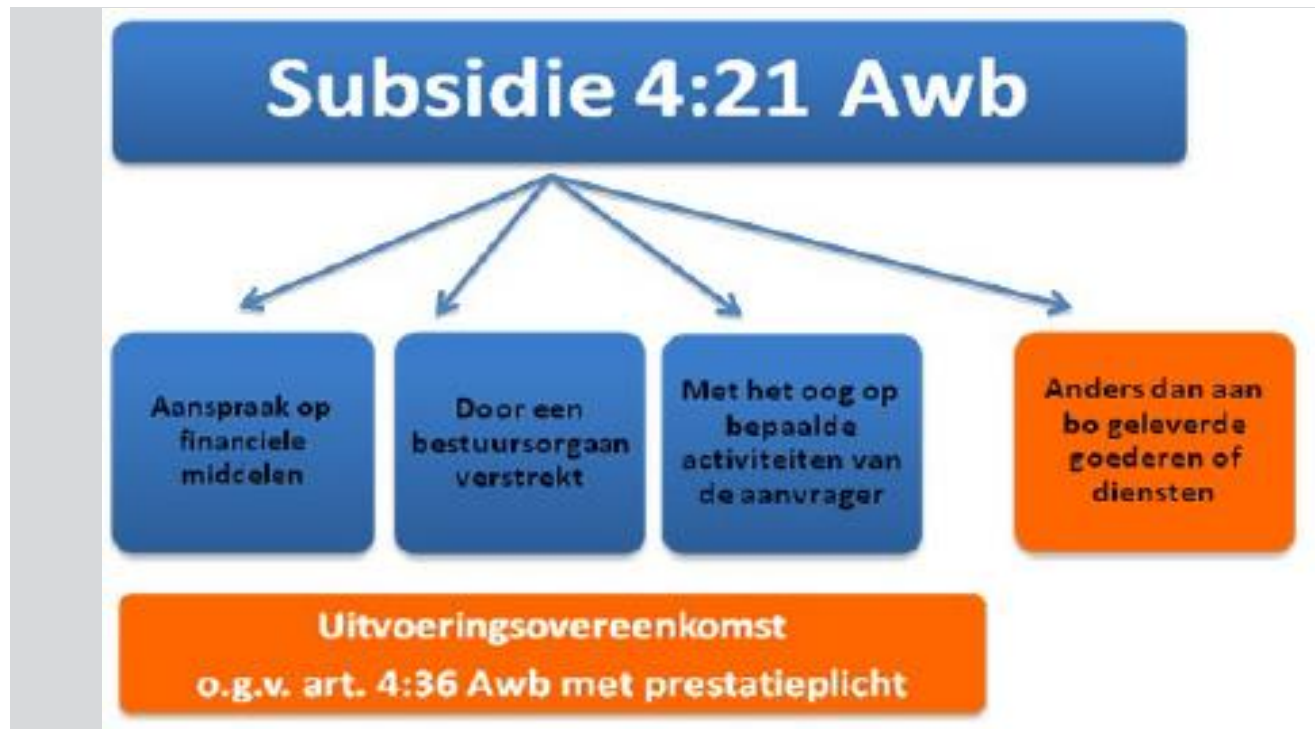 Subsidie 4:21 Awb
Aanspraak op
financiele
midcelen
Door een
bestuursorgaan
verstrekt
Met het oog op
bepaalde
activiteiten van
de aanvrager
Anders dan aan
bo geleverde
goederen of
diensten
Uitvoeringsovereenkomst
o.g.v. art. 4:36 Awb met prestatieplicht